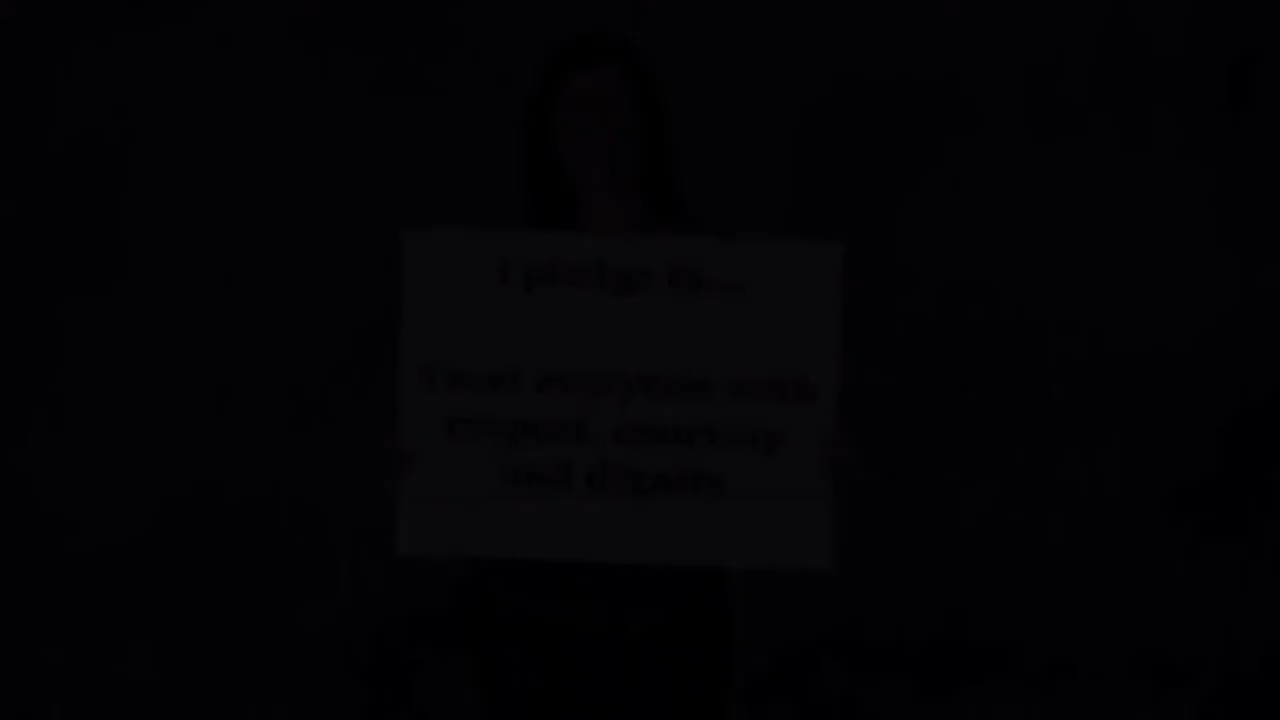 I pledge to...
Treat everyone with
respect, courtesy
and dignity